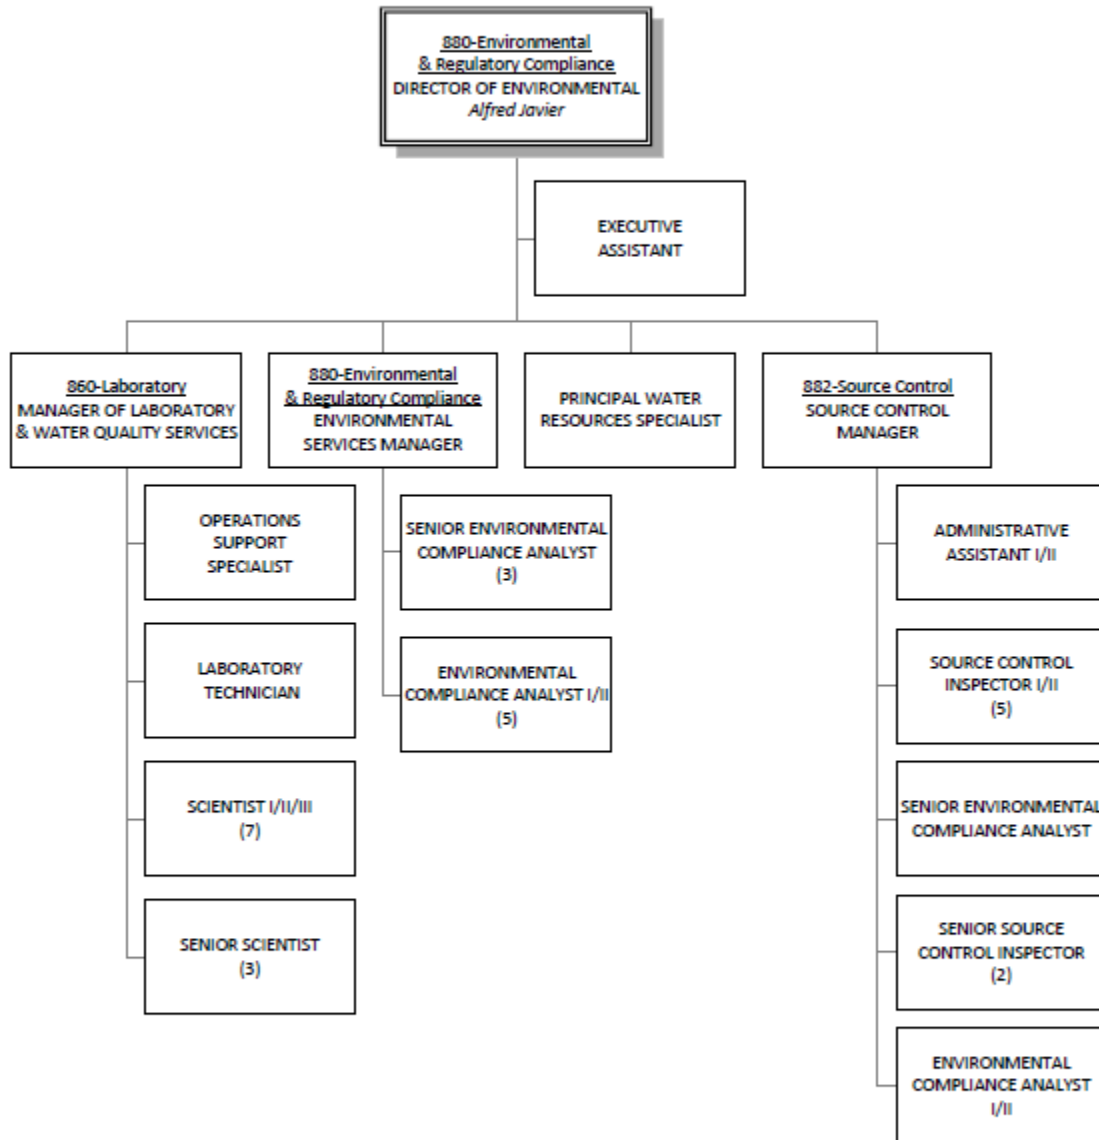 880-Environmental
& Regulatory Compliance
DIRECTOR OF ENVIRONMENTAL
Alfred Javier
EXECUTIVE
ASSISTANT
860-Laboratory
MANAGER OF LABORATORY
& WATER QUALITY SERVICES
880-Environmental
& Regulatory Compliance
ENVIRONMENTAL
SERVICES MANAGER
PRINCIPAL WATER
RESOURCES SPECIALIST
882-Source Control
SOURCE CONTROL
MANAGER
OPERATIONS
SUPPORT
SPECIALIST
LABORATORY
TECHNICIAN
SCIENTIST I/II/III
(7)
SENIOR SCIENTIST
(3)
SENIOR ENVIRONMENTAL
COMPLIANCE ANALYST
(3)
ENVIRONMENTAL
COMPLIANCE ANALYST I/II
(5)
ADMINISTRATIVE
ASSISTANT I/II
SOURCE CONTROL
INSPECTOR I/II
(5)
SENIOR ENVIRONMENTAL
COMPLIANCE ANALYST
SENIOR SOURCE
CONTROL INSPECTOR
(2)
ENVIRONMENTAL
COMPLIANCE ANALYST
I/II